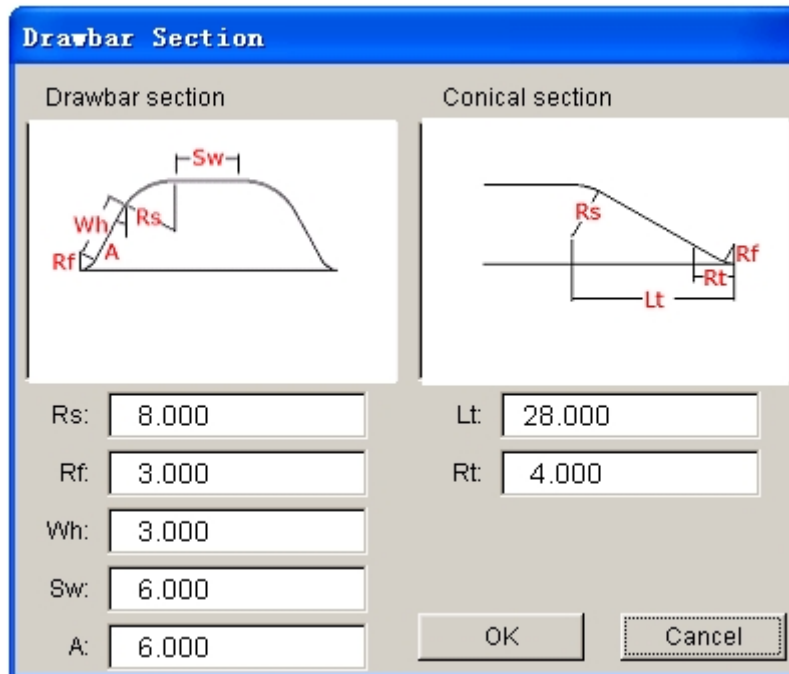 Drawbar Section
Drawbar section
Conical section
Sw
Wh
Rs
Rf
A
Rs
Rf
Rt
Lt
Rs: 8.000
Rf: 3.000
Wh: 3.000
Sw: 6.000
A: 6.000
Lt: 28.000
Rt: 4.000
OK
Cancel